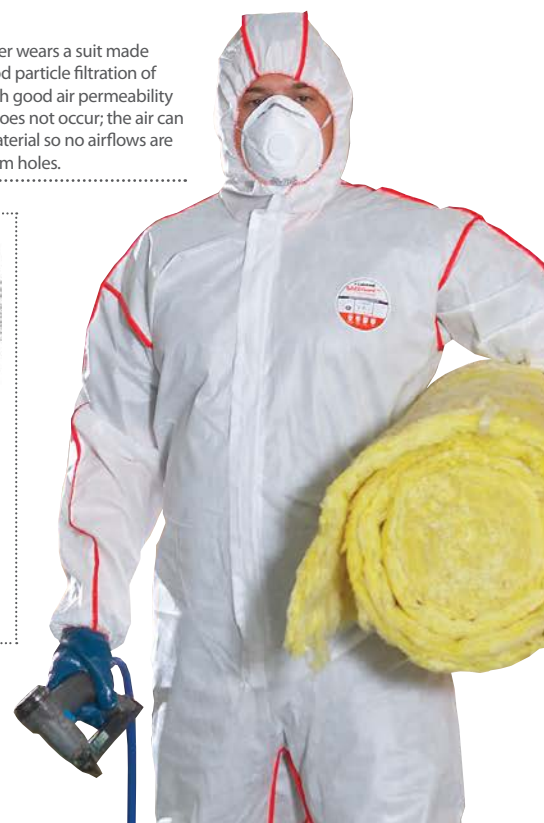 er wears a suit made
d particle filtration of
h good air permeability
oes not occur; the air can
aterial so no airflows are
m holes.